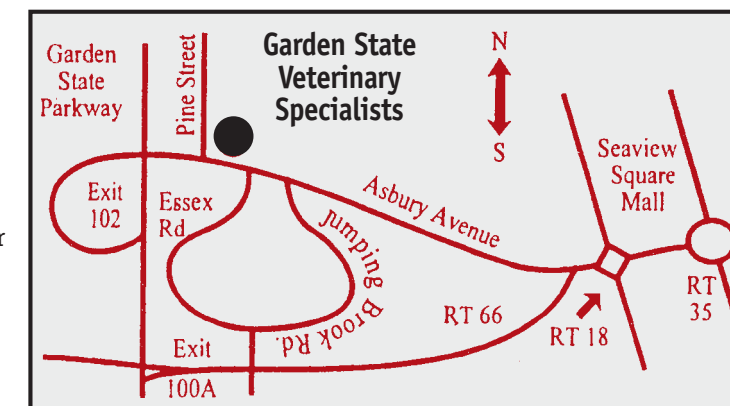 Garden
State
Parkway
Pine Street
Garden State
Veterinary
Specialists
N
S
Seaview
Square
Mall
Exit
102
Essex
Rd
Asbury Avenue
Jumping Brook Rd.
r
RT 66
RT 18
RT
35
Exit
100A